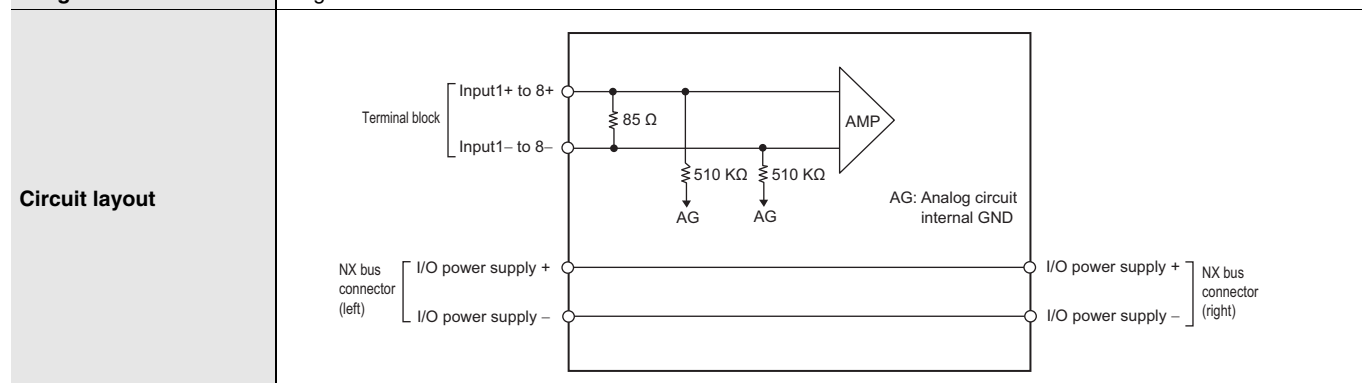 Circuit layout
Terminal block
Input1+ to 8+
Input1– to 8–
85 Ω
510 KΩ
510 KΩ
AG
AG
AMP
AG: Analog circuit
internal GND
NX bus
connector
(left)
I/O power supply +
I/O power supply –
I/O power supply +
I/O power supply –
NX bus
connector
(right)